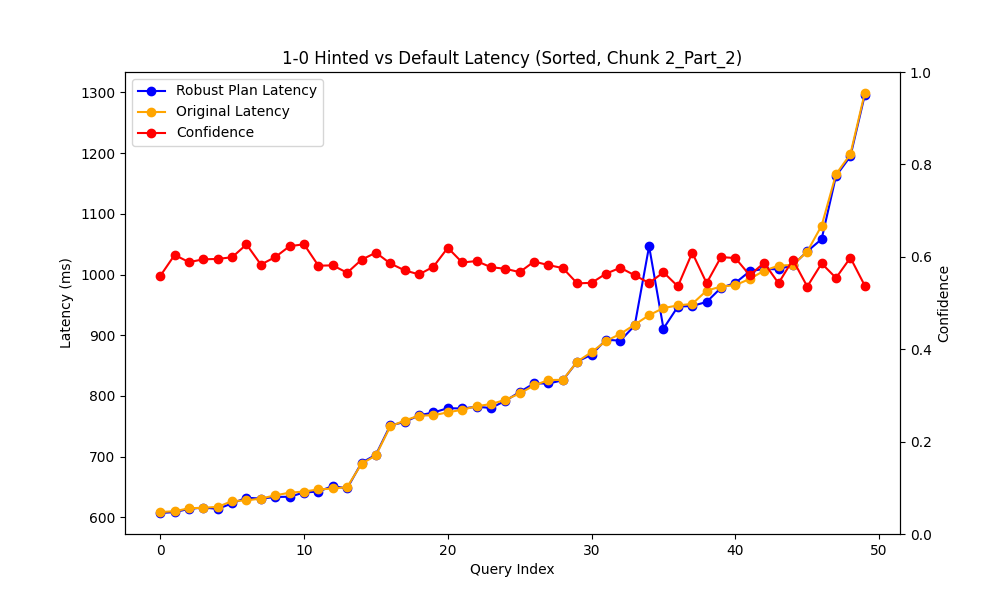 1-0 Hinted vs Default Latency (Sorted, Chunk 2_Part_2)
Robust Plan Latency
Original Latency
Confidence
Latency (ms)
1300
1200
1100
1000
900
800
700
600
1.0
0.8
0.6
0.4
0.2
0.0
Confidence
0 10 20 30 40 50
Query Index